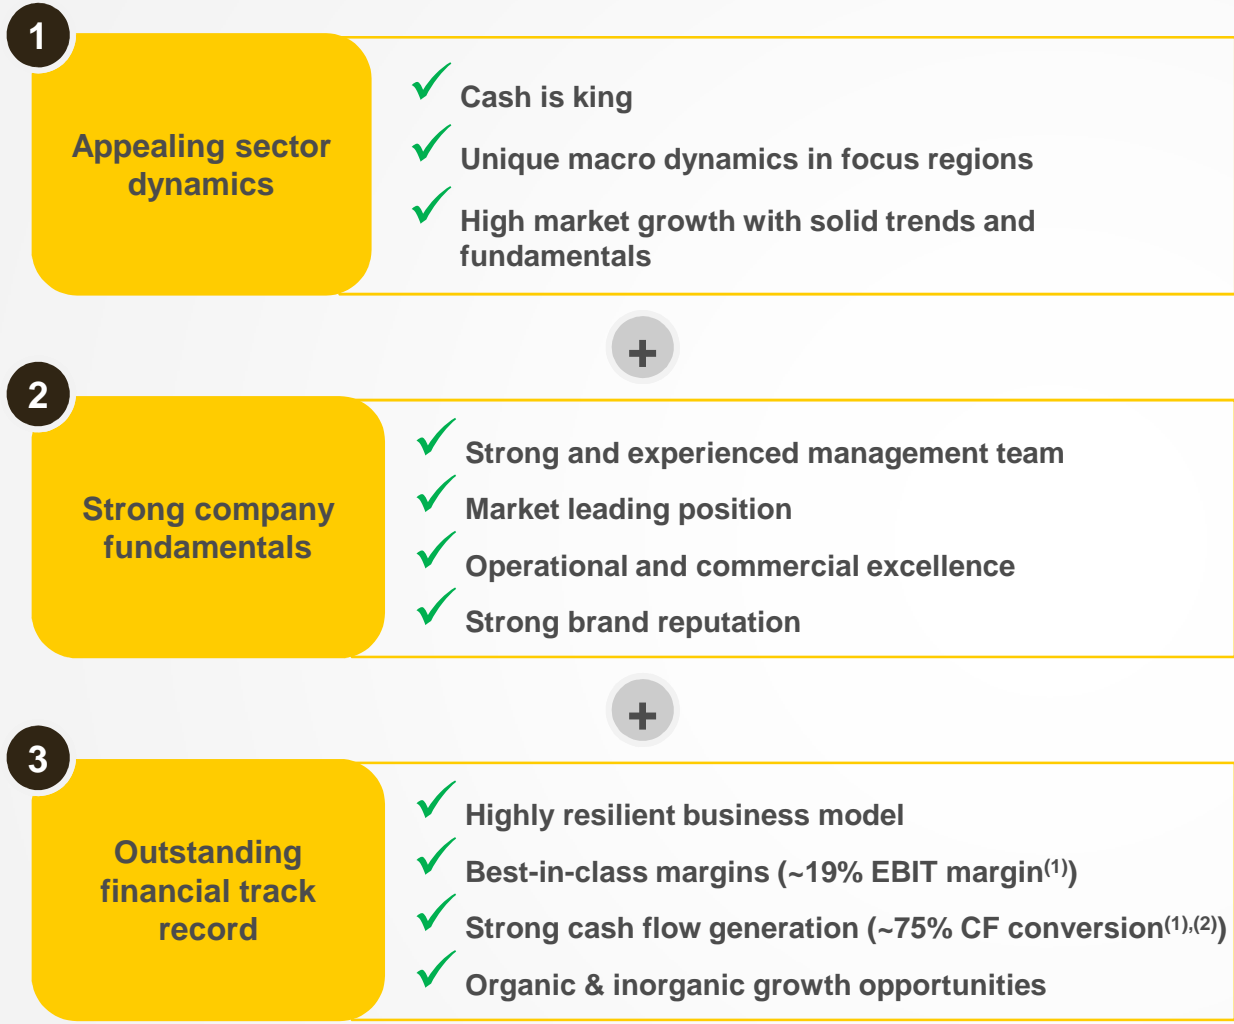 1
Appealing sector
dynamics
✓ Cash is king
✓ Unique macro dynamics in focus regions
✓ High market growth with solid trends and
fundamentals
+
2
Strong company
fundamentals
✓ Strong and experienced management team
✓ Market leading position
✓ Operational and commercial excellence
✓ Strong brand reputation
+
3
Outstanding
financial track
record
✓ Highly resilient business model
✓ Best-in-class margins (~19% EBIT margin(1))
✓ Strong cash flow generation (~75% CF conversion(1),(2))
✓ Organic & inorganic growth opportunities